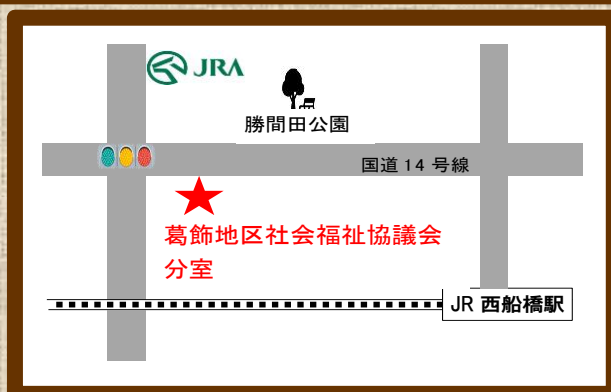 JRA
勝間田公園
国道 14 号線
葛飾地区社会福祉協議会
分室
JR 西船橋駅